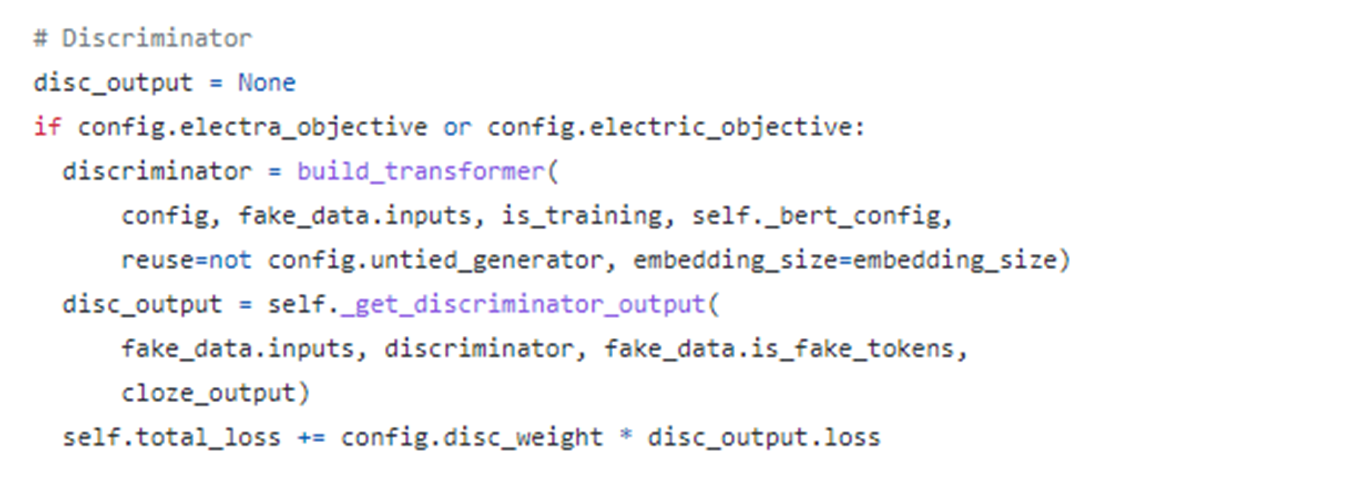 # Discriminator
disc_output = None
if config.electra_objective or config.electric_objective:
  discriminator = build_transformer(
      config, fake_data.inputs, is_training, self._bert_config,
      reuse=not config.untied_generator, embedding_size=embedding_size)
  disc_output = self._get_discriminator_output(
      fake_data.inputs, discriminator, fake_data.is_fake_tokens,
      cloze_output)
  self.total_loss += config.disc_weight * disc_output.loss